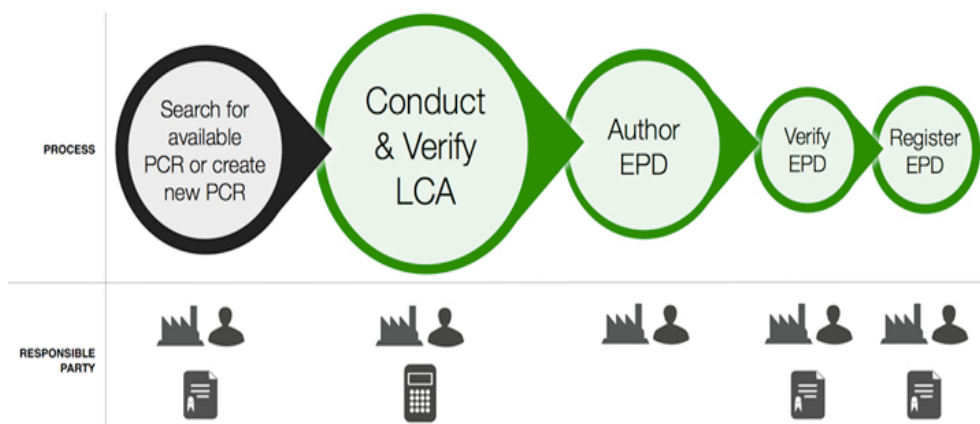 PROCESS
Search for
available
PCR or create
new PCR
Conduct
& Verify
LCA
Author
EPD
Verify
EPD
Register
EPD
RESPONSIBLE
PARTY